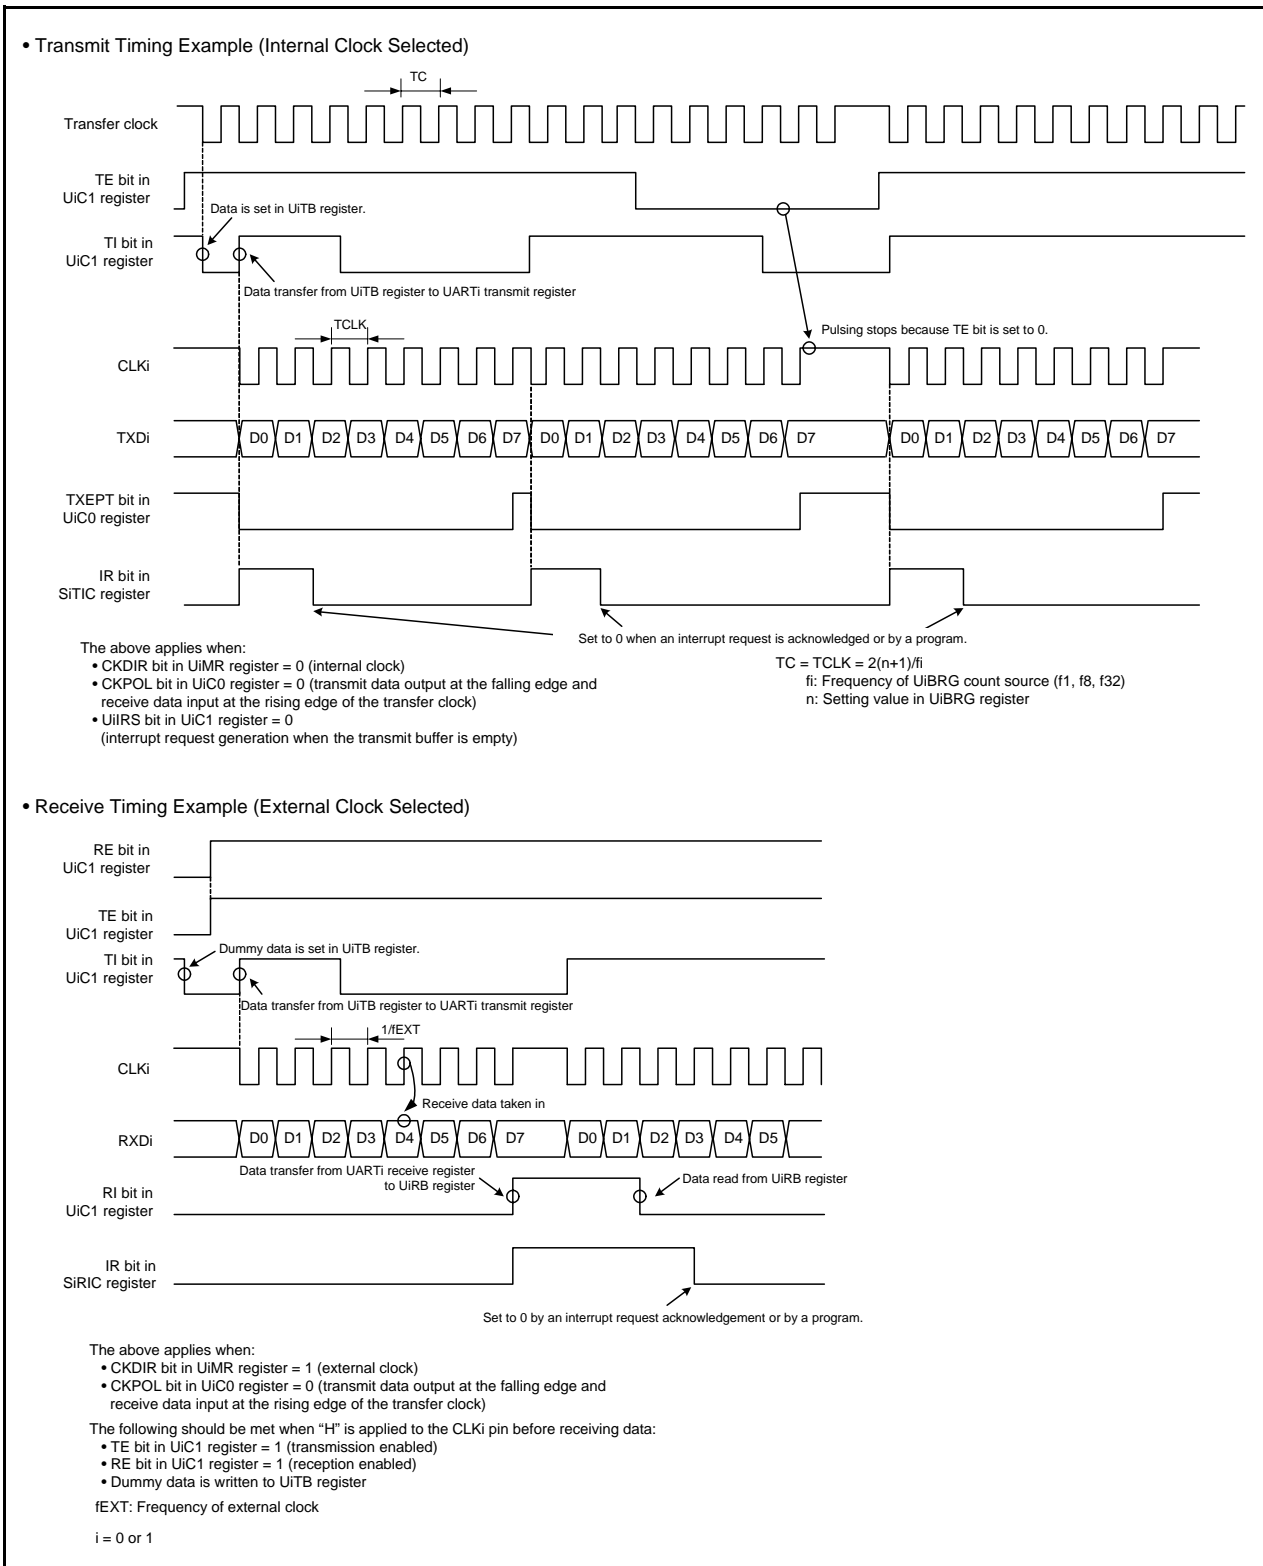 • Transmit Timing Example (Internal Clock Selected)
TC
Transfer clock
TE bit in
UiC1 register
Data is set in UiTB register.
TI bit in
UiC1 register
Data transfer from UiTB register to UARTi transmit register
TCLK
Pulsing stops because TE bit is set to 0.
CLKi
TXDi D0 D1 D2 D3 D4 D5 D6 D7 D0 D1 D2 D3 D4 D5 D6 D7 D0 D1 D2 D3 D4 D5 D6 D7
TXEPT bit in
UiC0 register
IR bit in
SiTIC register
Set to 0 when an interrupt request is acknowledged or by a program.
The above applies when:
• CKDIR bit in UiMR register = 0 (internal clock)
• CKPOL bit in UiC0 register = 0 (transmit data output at the falling edge and
receive data input at the rising edge of the transfer clock)
• UiIRS bit in UiC1 register = 0
(interrupt request generation when the transmit buffer is empty)
TC = TCLK = 2(n+1)/fi
fi: Frequency of UiBRG count source (f1, f8, f32)
n: Setting value in UiBRG register
• Receive Timing Example (External Clock Selected)
RE bit in
UiC1 register
TE bit in
UiC1 register
Dummy data is set in UiTB register.
TI bit in
UiC1 register
Data transfer from UiTB register to UARTi transmit register
1/fEXT
CLKi
Receive data taken in
RXDi D0 D1 D2 D3 D4 D5 D6 D7 D0 D1 D2 D3 D4 D5
Data transfer from UARTi receive register
to UiRB register
Data read from UiRB register
RI bit in
UiC1 register
IR bit in
SiRIC register
Set to 0 by an interrupt request acknowledgement or by a program.
The above applies when:
• CKDIR bit in UiMR register = 1 (external clock)
• CKPOL bit in UiC0 register = 0 (transmit data output at the falling edge and
receive data input at the rising edge of the transfer clock)
The following should be met when “H” is applied to the CLKi pin before receiving data:
• TE bit in UiC1 register = 1 (transmission enabled)
• RE bit in UiC1 register = 1 (reception enabled)
• Dummy data is written to UiTB register
fEXT: Frequency of external clock
i = 0 or 1